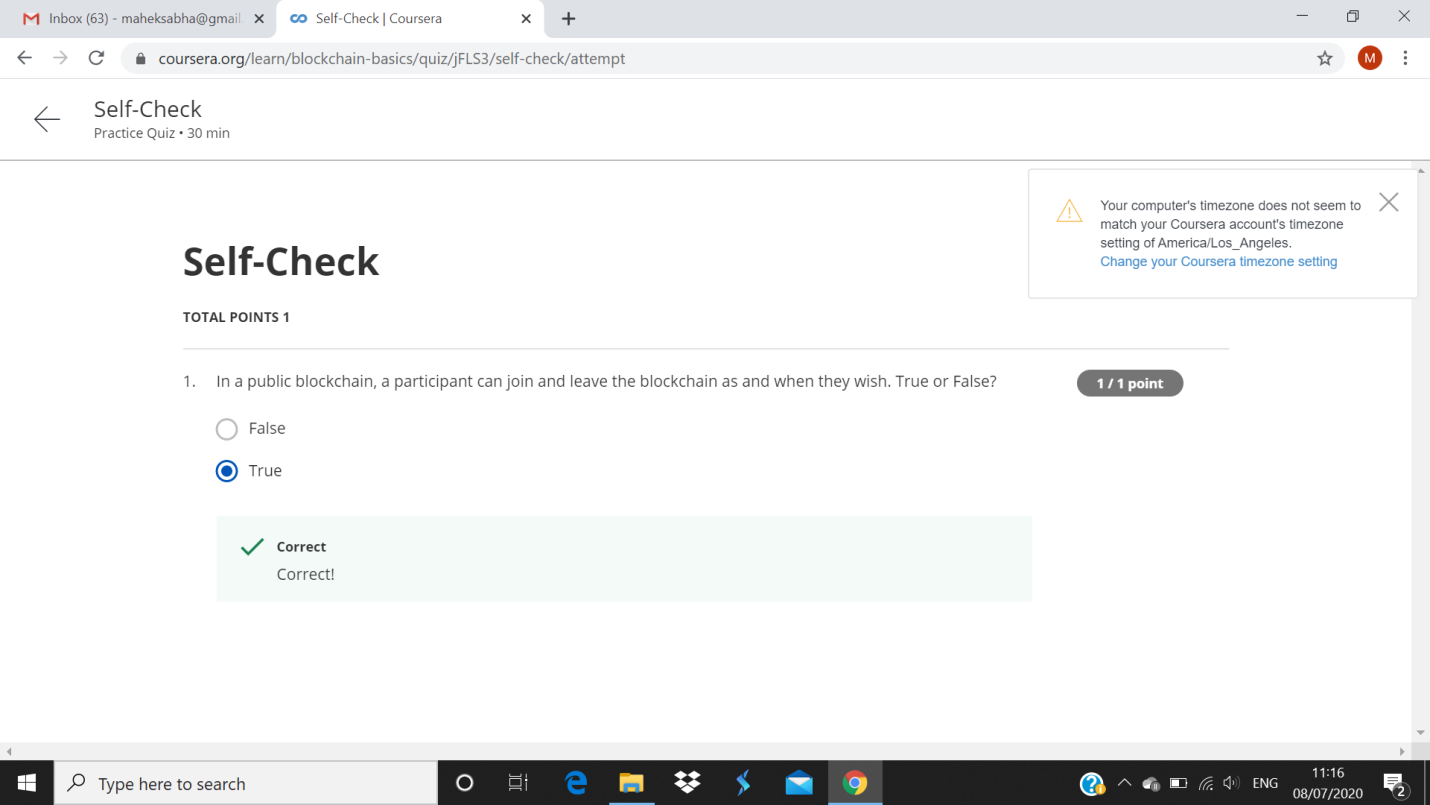 Inbox (63) - maheksabha@gmail.
Self-Check | Coursera
coursera.org/learn/blockchain-basics/quiz/jFLS3/self-check/attempt
M
Self-Check
Practice Quiz • 30 min
Your computer's timezone does not seem to
match your Coursera account's timezone
setting of America/Los_Angeles.
Change your Coursera timezone setting
Self-Check
TOTAL POINTS 1
1. In a public blockchain, a participant can join and leave the blockchain as and when they wish. True or False?
1 / 1 point
False
True
Correct
Correct!
Type here to search
ENG
11:16
08/07/2020
2